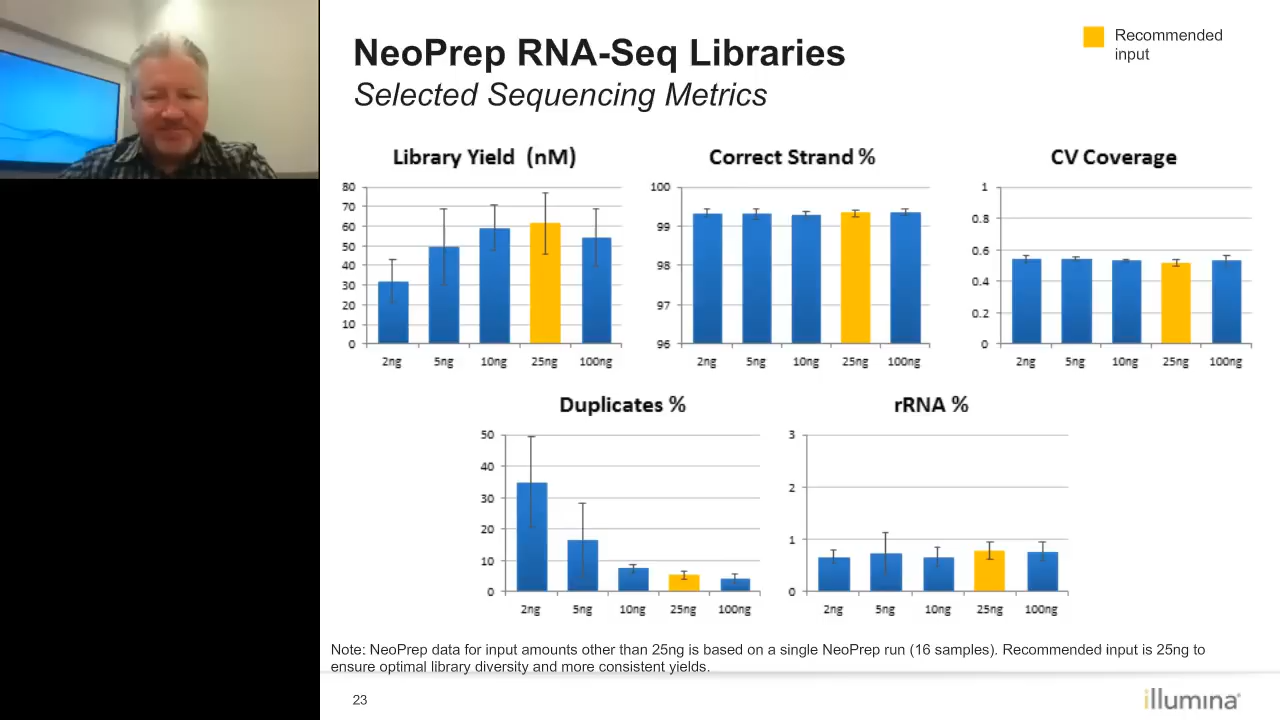 NeoPrep RNA-Seq Libraries
Selected Sequencing Metrics
Recommended
input
Library Yield (nM)
80
70
60
50
40
30
20
10
0
2ng 5ng 10ng 25ng 100ng
Correct Strand %
100
99
98
97
96
2ng 5ng 10ng 25ng 100ng
CV Coverage
1
0.8
0.6
0.4
0.2
0
2ng 5ng 10ng 25ng 100ng
Duplicates %
50
40
30
20
10
0
2ng 5ng 10ng 25ng 100ng
rRNA %
3
2
1
0
2ng 5ng 10ng 25ng 100ng
Note: NeoPrep data for input amounts other than 25ng is based on a single NeoPrep run (16 samples). Recommended input is 25ng to
ensure optimal library diversity and more consistent yields.
23
illumina®